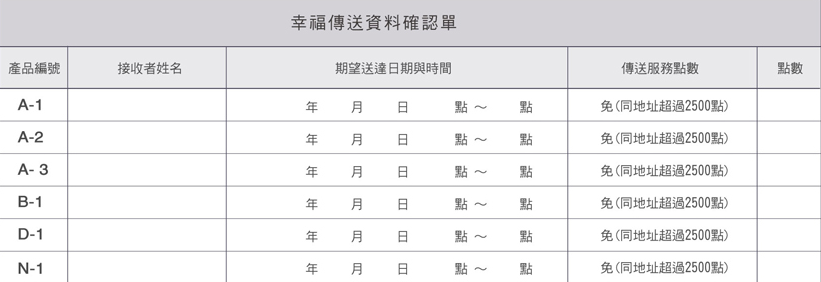 幸福傳送資料確認單
產品編號 接收者姓名 期望送達日期與時間 傳送服務點數 點數
A-1 年 月 日 點～ 點 免(同地址超過2500點)
A-2 年 月 日 點～ 點 免(同地址超過2500點)
A- 3 年 月 日 點～ 點 免(同地址超過2500點)
B-1 年 月 日 點～ 點 免(同地址超過2500點)
D-1 年 月 日 點～ 點 免(同地址超過2500點)
N-1 年 月 日 點～ 點 免(同地址超過2500點)